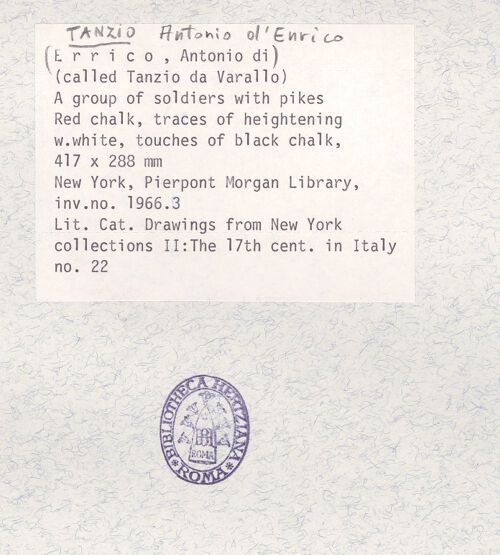 TANZIO Antonio d'Enrico
(E r r i c o , Antonio di)
(called Tanzio da Varallo)
A group of soldiers with pikes
Red chalk, traces of heightening
w.white, touches of black chalk,
417 x 288 mm
New York, Pierpont Morgan Library,
inv.no. 1966.3
Lit. Cat. Drawings from New York
collections II:The 17th cent. in Italy
no. 22
BIBLIOTHECA HERTZIANA
BH
ROMA
* ROMA *